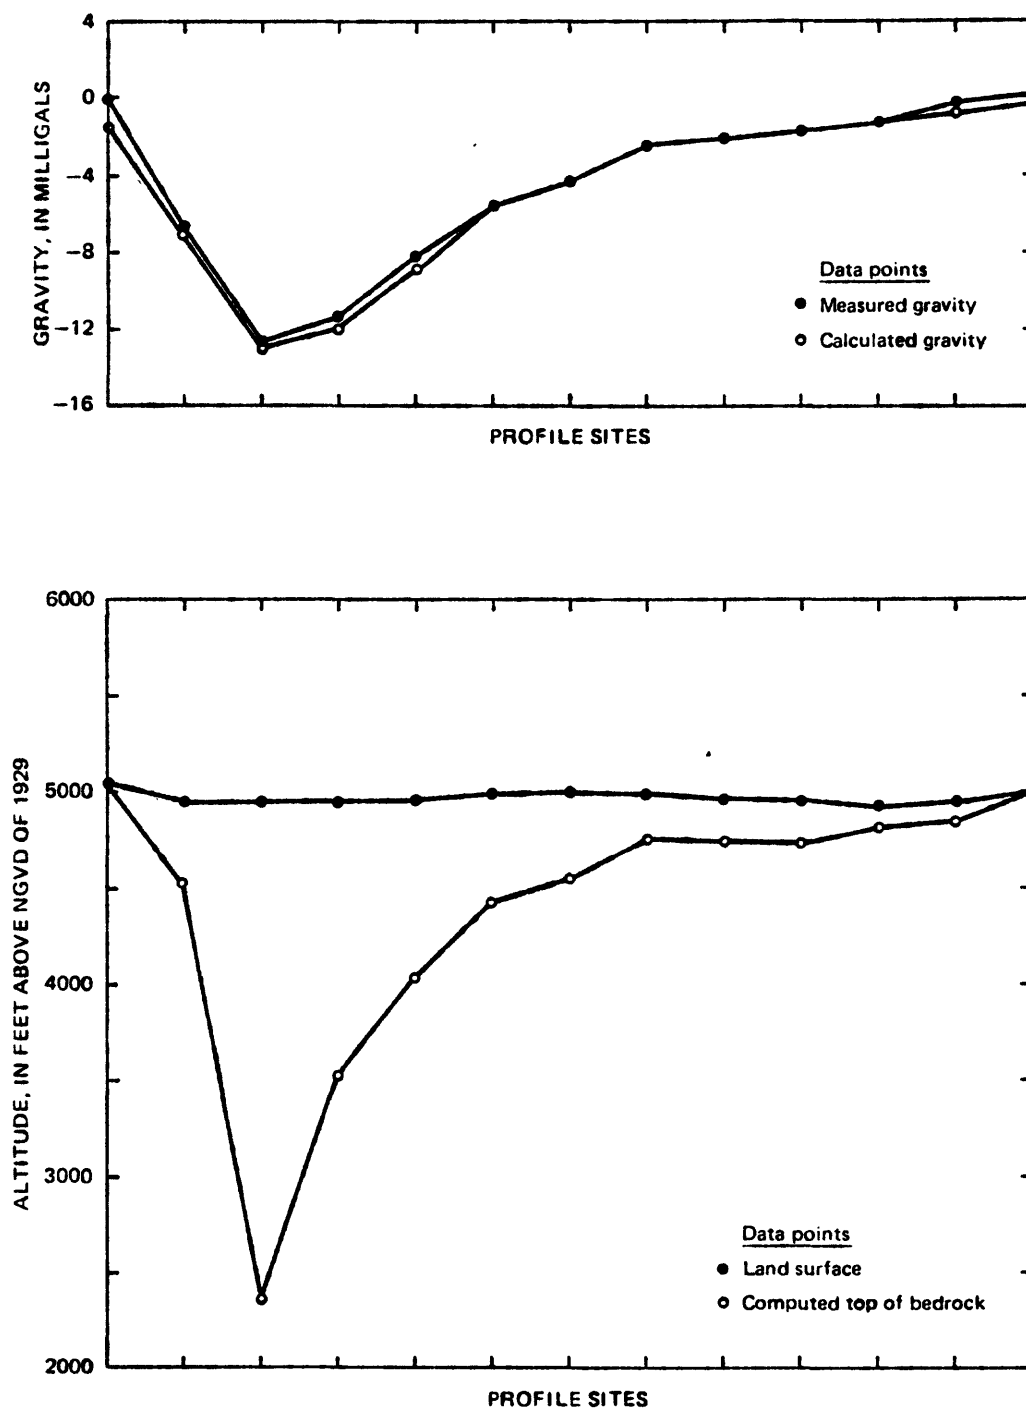 4
0
−4
−8
−12
−16
GRAVITY, IN MILLIGALS
Data points
Measured gravity
Calculated gravity
PROFILE SITES
6000
5000
4000
3000
2000
ALTITUDE, IN FEET ABOVE NGVD OF 1929
Data points
Land surface
Computed top of bedrock
PROFILE SITES